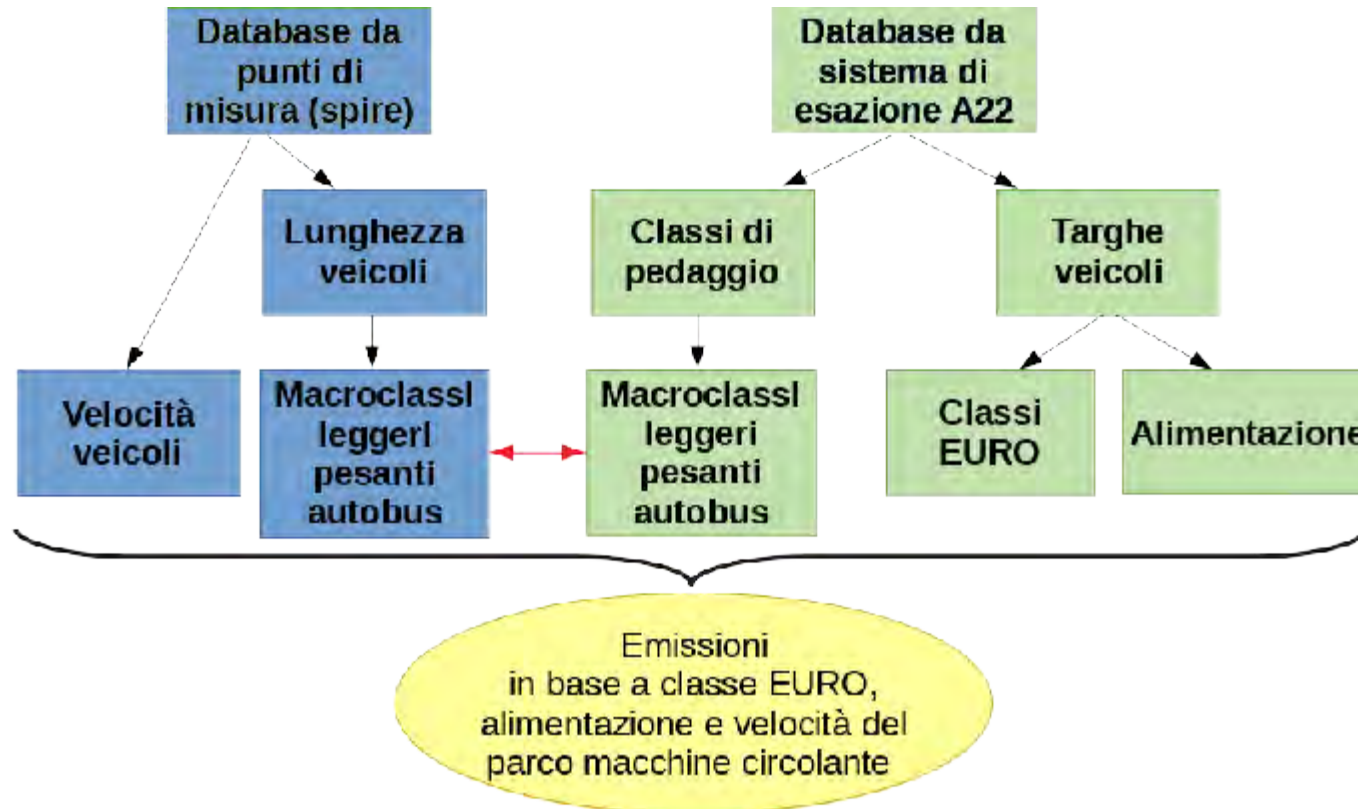 Database da
punti di
misura (spire)
Database da
sistema di
esazione A22
Lunghezza
veicoli
Classi di
pedaggio
Targhe
veicoli
Velocità
veicoli
MacroclassI
leggerI
pesanti
autobus
Macroclassi
leggeri
pesanti
autobus
Classi
EURO
Alimentazione
Emissioni
in base a classe EURO,
alimentazione e velocità del
parco macchine circolante